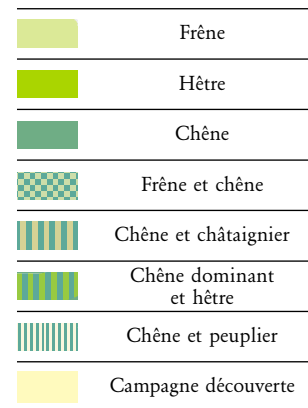 Frêne
Hêtre
Chêne
Frêne et chêne
Chêne et châtaignier
Chêne dominant
et hêtre
Chêne et peuplier
Campagne découverte